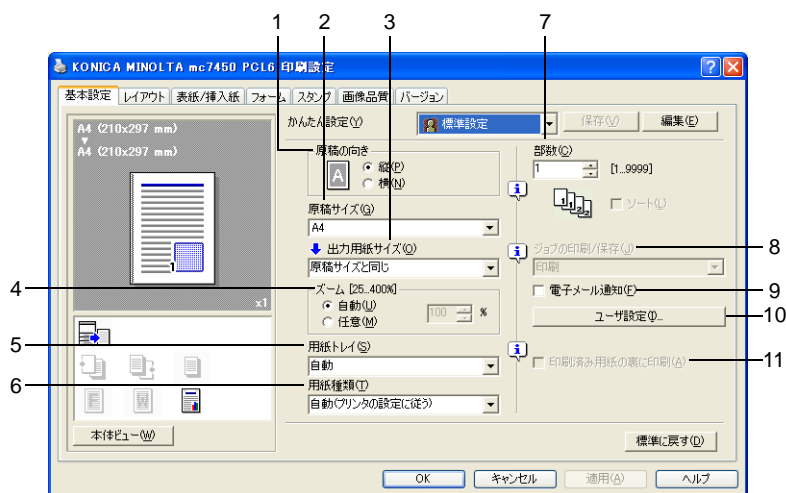 1 2 3 7
KONICA MINOLTA mc7450 PCL6 印刷設定
基本設定 レイアウト 表紙/挿入紙 フォーム スタンプ 画像品質 バージョン
A4 (210x297 mm)
A4 (210x297 mm)
1
x1
本体ビュー(W)
かんたん設定(Y) 標準設定 保存(V) 編集(E)
原稿の向き
A
縦(P)
横(N)
原稿サイズ(G)
A4
出力用紙サイズ(O)
原稿サイズと同じ
4
ズーム [25...400%]
自動(U)
任意(M)
100 %
5
用紙トレイ(S)
自動
6
用紙種類(T)
自動(プリンタの設定に従う)
部数(C)
1 [1...9999]
1 1 2 2
ソート(L)
ジョブの印刷/保存(J) 8
印刷
電子メール通知(F) 9
ユーザ設定(I)... 10
印刷済み用紙の裏に印刷(A) 11
標準に戻す(D)
OK キャンセル 適用(A) ヘルプ